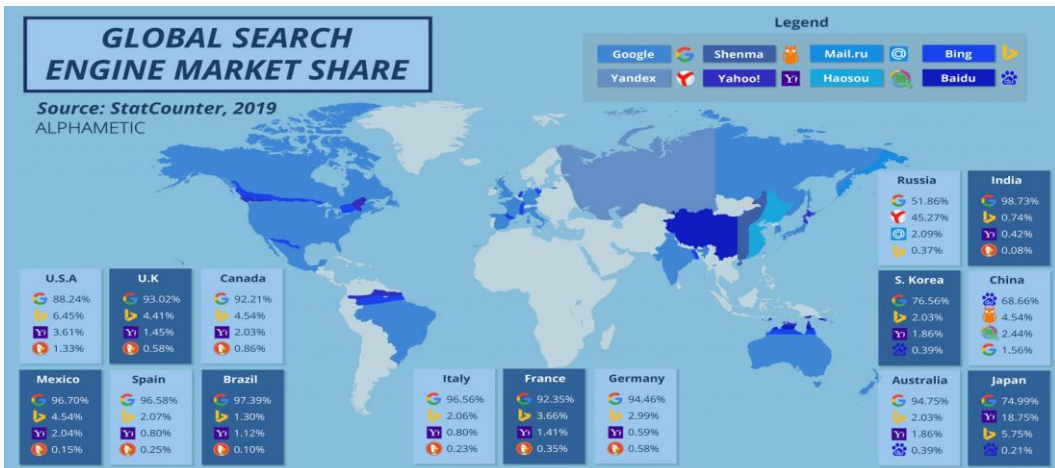 GLOBAL SEARCH
ENGINE MARKET SHARE
Source: StatCounter, 2019
ALPHAMETIC
Legend
Google
Shenma
Mail.ru
Bing
Yandex
Yahoo!
Haosou
Baidu
Russia
51.86%
45.27%
2.09%
0.37%
India
98.73%
0.74%
0.42%
0.08%
S. Korea
76.56%
2.03%
1.86%
0.39%
China
68.66%
4.54%
2.44%
1.56%
U.S.A
88.24%
6.45%
3.61%
1.33%
U.K
93.02%
4.41%
1.45%
0.58%
Canada
92.21%
4.54%
2.03%
0.86%
Mexico
96.70%
4.54%
2.04%
0.15%
Spain
96.58%
2.07%
0.80%
0.25%
Brazil
97.39%
1.30%
1.12%
0.10%
Italy
96.56%
2.06%
0.80%
0.23%
France
92.35%
3.66%
1.41%
0.35%
Germany
94.46%
2.99%
0.59%
0.58%
Australia
94.75%
2.03%
1.86%
0.39%
Japan
74.99%
18.75%
5.75%
0.21%